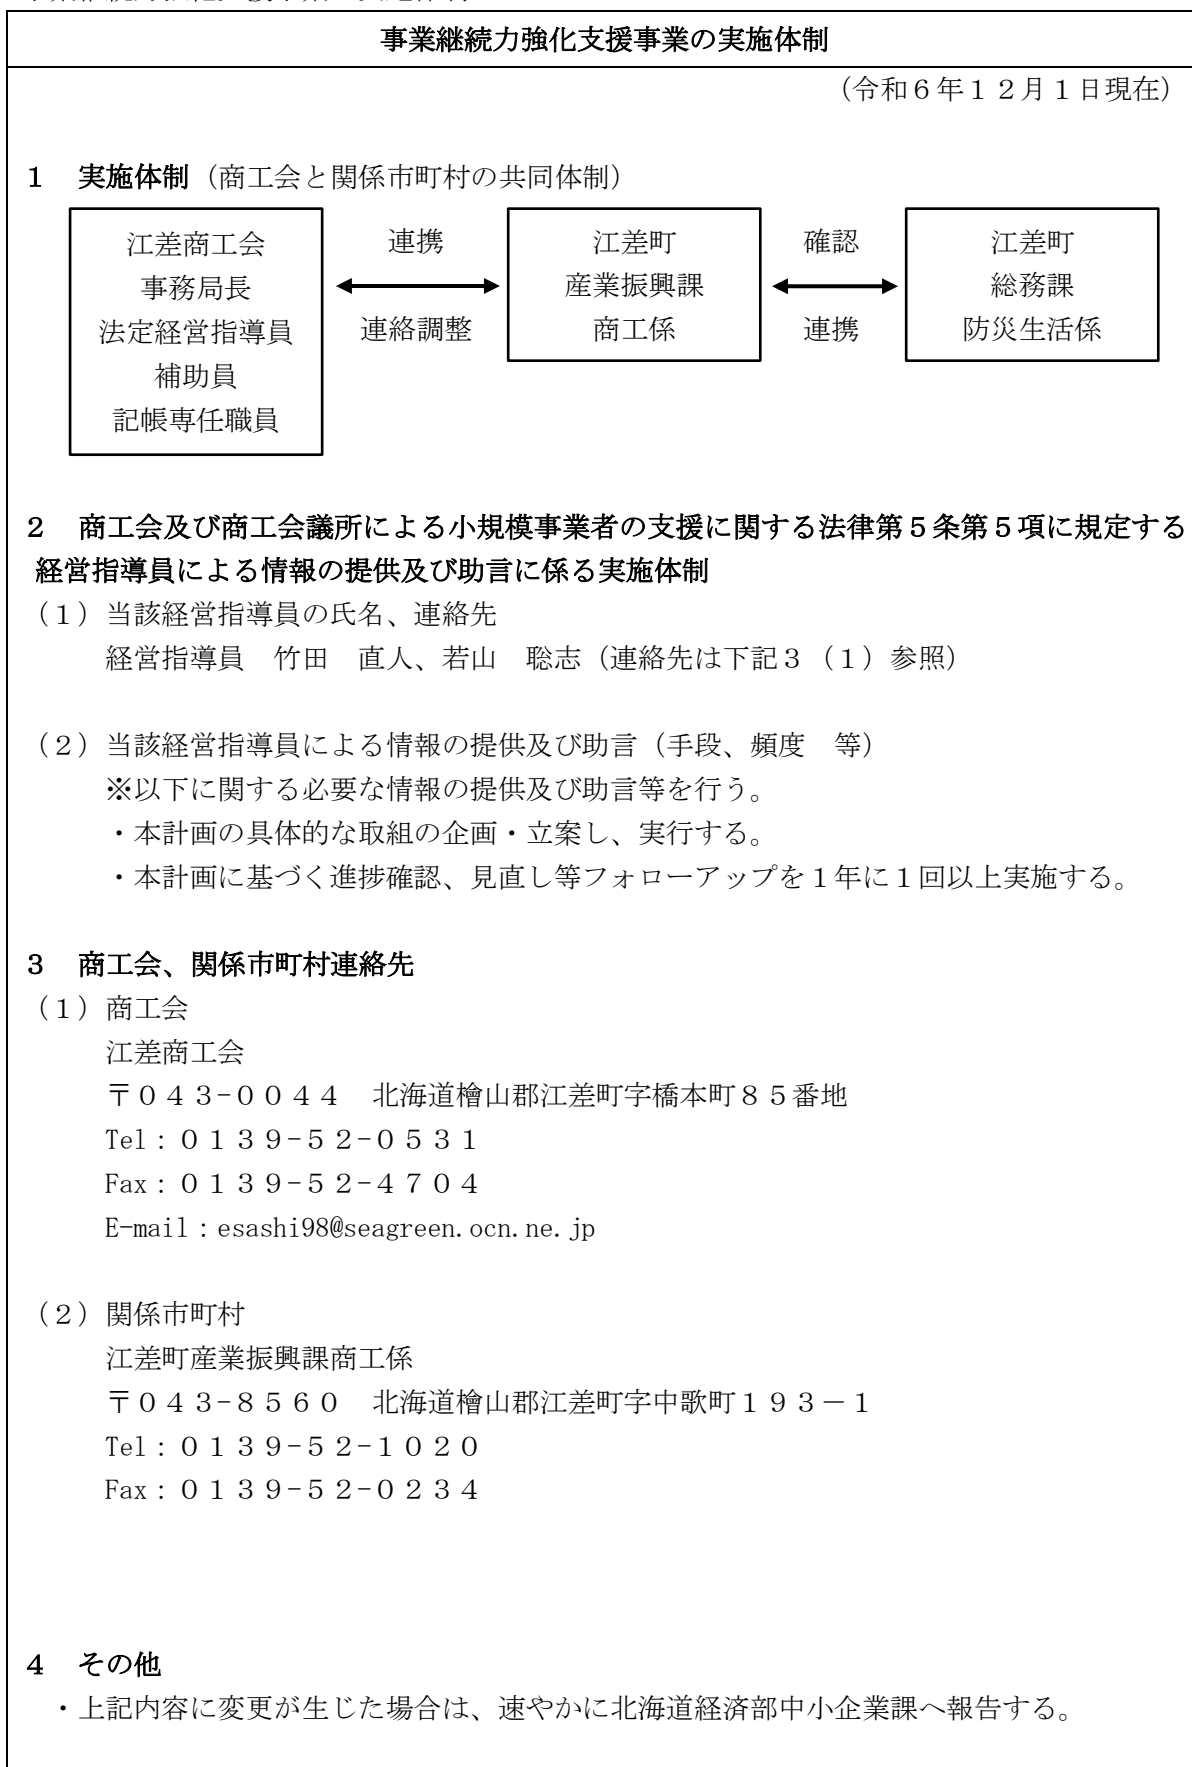 事業継続力強化支援事業の実施体制
（令和６年１２月１日現在）
１　実施体制（商工会と関係市町村の共同体制）
江差商工会
事務局長
法定経営指導員
補助員
記帳専任職員
連携
連絡調整
江差町
産業振興課
商工係
確認
連携
江差町
総務課
防災生活係
２　商工会及び商工会議所による小規模事業者の支援に関する法律第５条第５項に規定する
経営指導員による情報の提供及び助言に係る実施体制
（１）当該経営指導員の氏名、連絡先
経営指導員　竹田　直人、若山　聡志（連絡先は下記３（１）参照）
（２）当該経営指導員による情報の提供及び助言（手段、頻度　等）
※以下に関する必要な情報の提供及び助言等を行う。
・本計画の具体的な取組の企画・立案し、実行する。
・本計画に基づく進捗確認、見直し等フォローアップを１年に１回以上実施する。
３　商工会、関係市町村連絡先
（１）商工会
江差商工会
〒０４３-００４４　北海道檜山郡江差町字橋本町８５番地
Tel：０１３９-５２-０５３１
Fax：０１３９-５２-４７０４
E-mail：esashi98@seagreen.ocn.ne.jp
（２）関係市町村
江差町産業振興課商工係
〒０４３-８５６０　北海道檜山郡江差町字中歌町１９３－１
Tel：０１３９-５２-１０２０
Fax：０１３９-５２-０２３４
４　その他
・上記内容に変更が生じた場合は、速やかに北海道経済部中小企業課へ報告する。